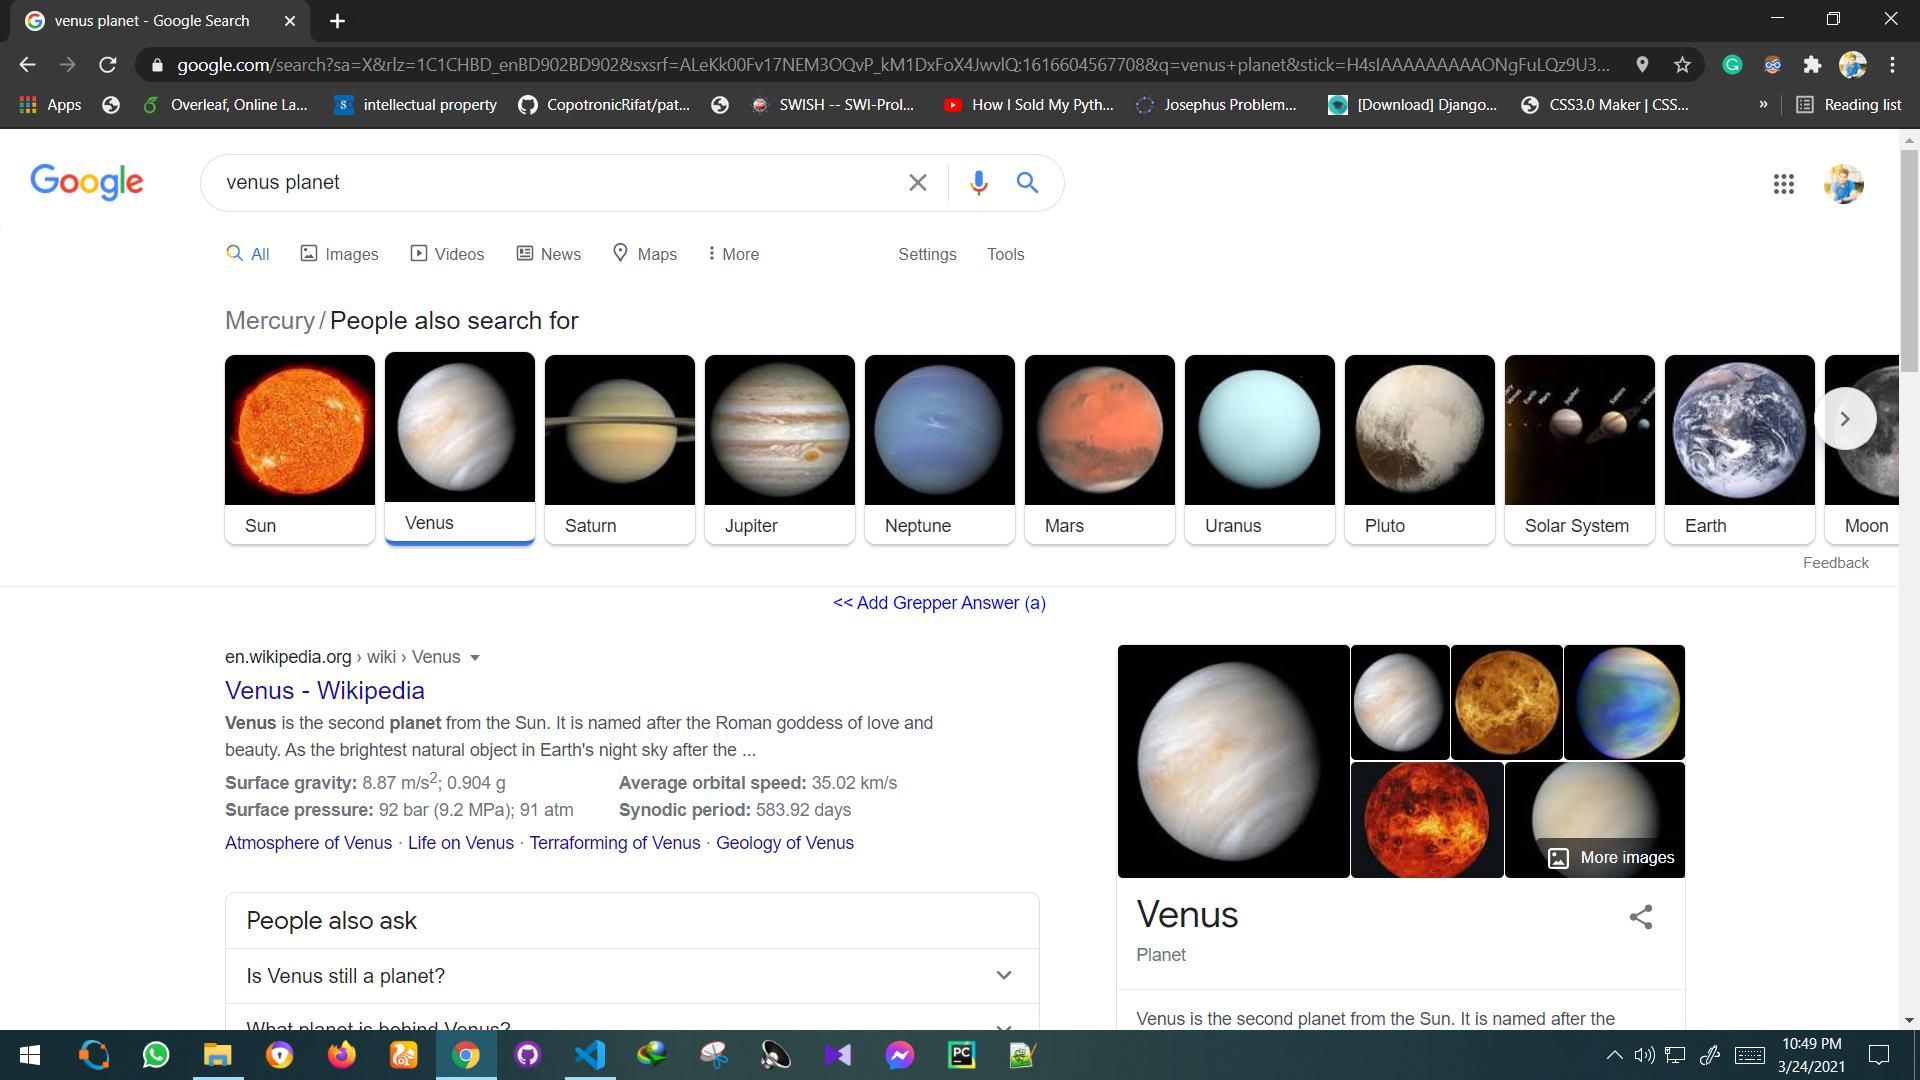 venus planet - Google Search
google.com/search?sa=X&rlz=1C1CHBD_enBD902BD902&sxsrf=ALeKk00Fv17NEM3OQvP_kM1DxFoX4JwvlQ:1616604567708&q=venus+planet&stick=H4sIAAAAAAAAAONgFuLQz9U3...
Apps Overleaf, Online La... intellectual property CopotronicRifat/pat... SWISH -- SWI-Prol... How I Sold My Pyth... Josephus Problem... [Download] Django... CSS3.0 Maker | CSS... » Reading list
Google
venus planet
All Images Videos News Maps More Settings Tools
Mercury / People also search for
Sun Venus Saturn Jupiter Neptune Mars Uranus Pluto Solar System Earth Moon
Feedback
<< Add Grepper Answer (a)
en.wikipedia.org › wiki › Venus
Venus - Wikipedia
Venus is the second planet from the Sun. It is named after the Roman goddess of love and
beauty. As the brightest natural object in Earth's night sky after the ...
Surface gravity: 8.87 m/s²; 0.904 g Average orbital speed: 35.02 km/s
Surface pressure: 92 bar (9.2 MPa); 91 atm Synodic period: 583.92 days
Atmosphere of Venus · Life on Venus · Terraforming of Venus · Geology of Venus
People also ask
Is Venus still a planet?
What planet is behind Venus?
More images
Venus
Planet
Venus is the second planet from the Sun. It is named after the
10:49 PM
3/24/2021